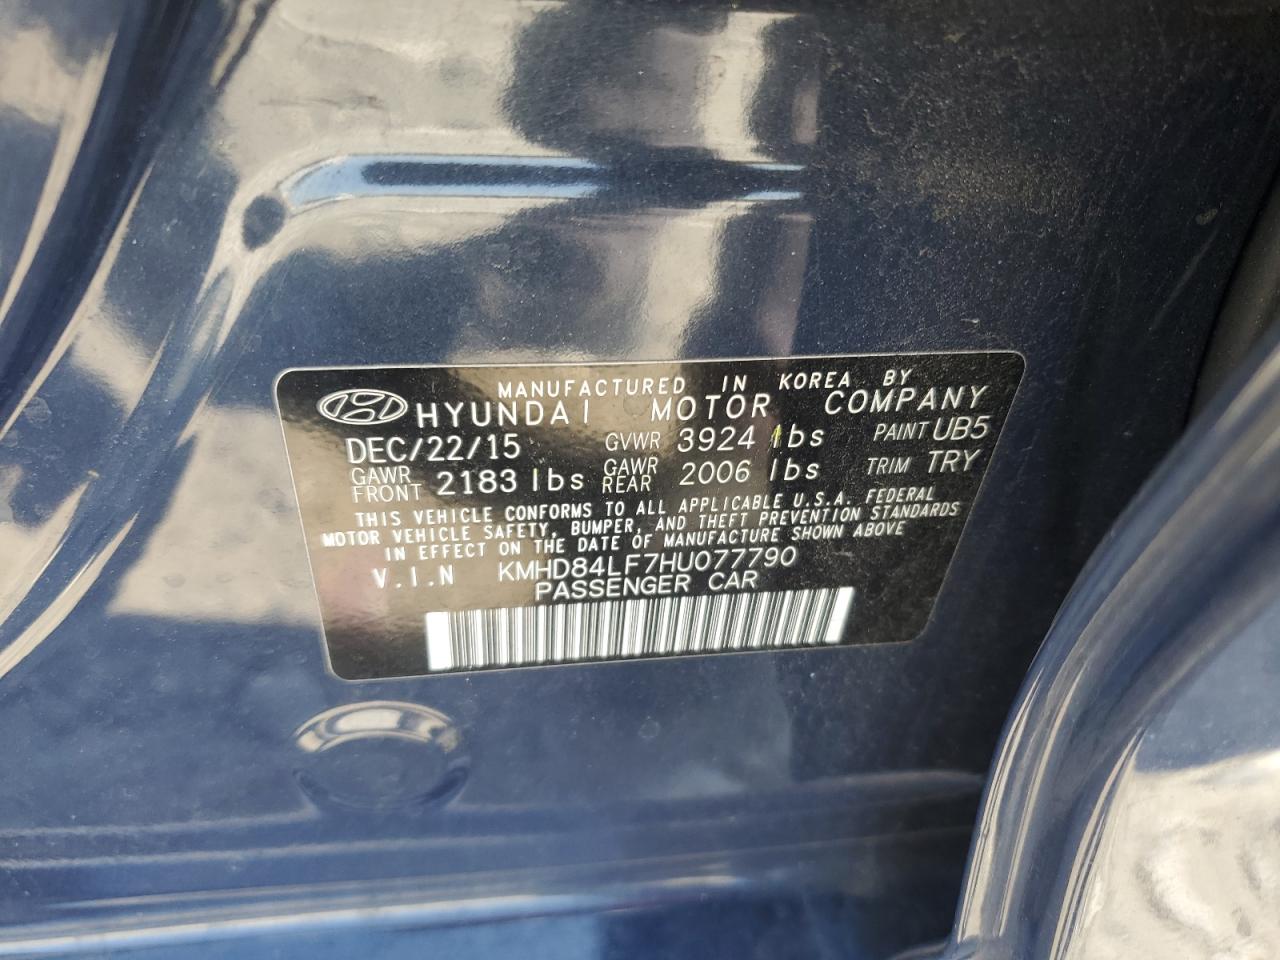 MANUFACTURED IN KOREA BY
HYUNDAI MOTOR COMPANY
DEC/22/15 GVWR 3924 lbs PAINT UB5
GAWR FRONT 2183 lbs GAWR REAR 2006 lbs TRIM TRY
THIS VEHICLE CONFORMS TO ALL APPLICABLE U.S.A. FEDERAL
MOTOR VEHICLE SAFETY, BUMPER, AND THEFT PREVENTION STANDARDS
IN EFFECT ON THE DATE OF MANUFACTURE SHOWN ABOVE
V.I.N KMHD84LF7HU077790
PASSENGER CAR